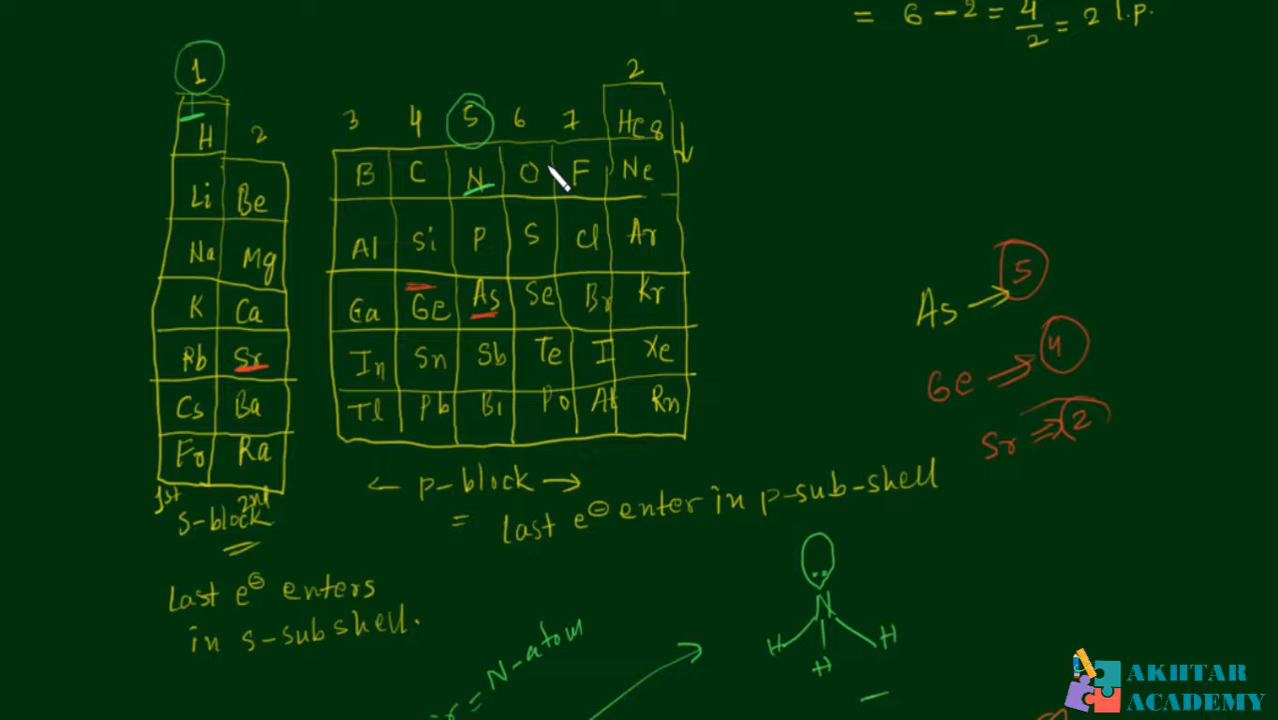 = 6 - 2 = 4/2 = 2 l.p.
1
2
H 2 3 4 5 6 7 He 8
Li Be B C N O F Ne
Na Mg Al Si P S Cl Ar
K Ca Ga Ge As Se Br Kr
Rb Sr In Sn Sb Te I Xe
Cs Ba Tl Pb Bi Po At Rn
Fr Ra
1st 2nd
s-block
← p-block →
= Last e⊖ enter in p-sub-shell
Last e⊖ enters
in s-subshell.
As → 5
Ge ⇒ 4
Sr ⇒ 2
= N-atom
N
H H H
AKHTAR
ACADEMY